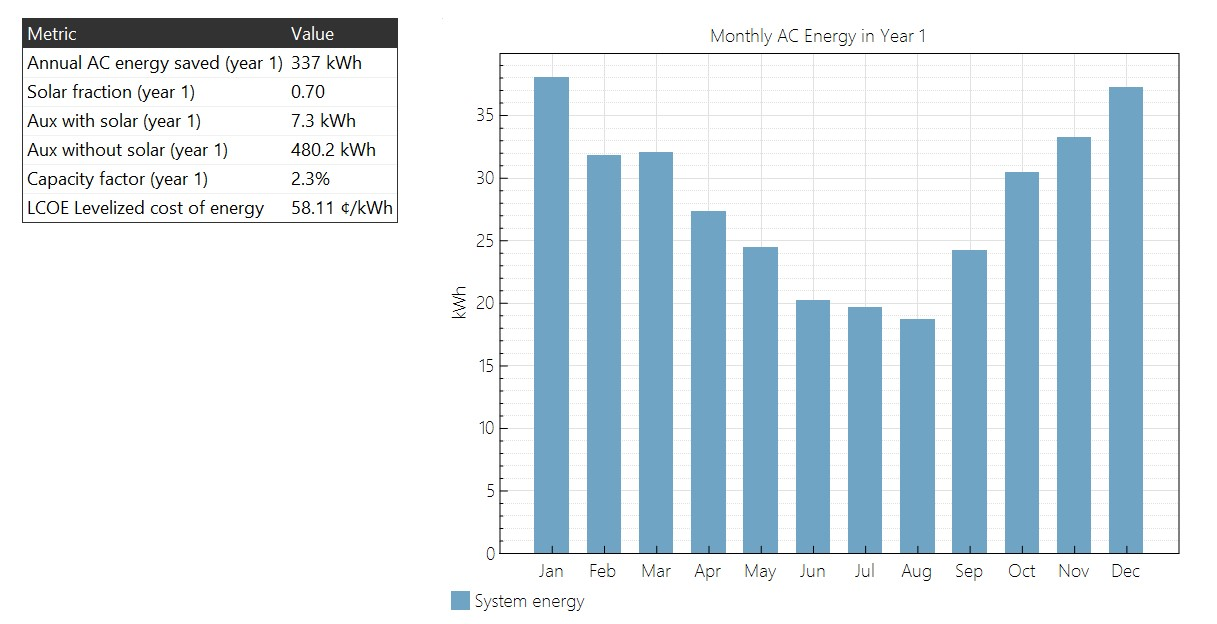 Metric Value
Annual AC energy saved (year 1) 337 kWh
Solar fraction (year 1) 0.70
Aux with solar (year 1) 7.3 kWh
Aux without solar (year 1) 480.2 kWh
Capacity factor (year 1) 2.3%
LCOE Levelized cost of energy 58.11 ¢/kWh
Monthly AC Energy in Year 1
kWh
35
30
25
20
15
10
5
0
Jan Feb Mar Apr May Jun Jul Aug Sep Oct Nov Dec
System energy